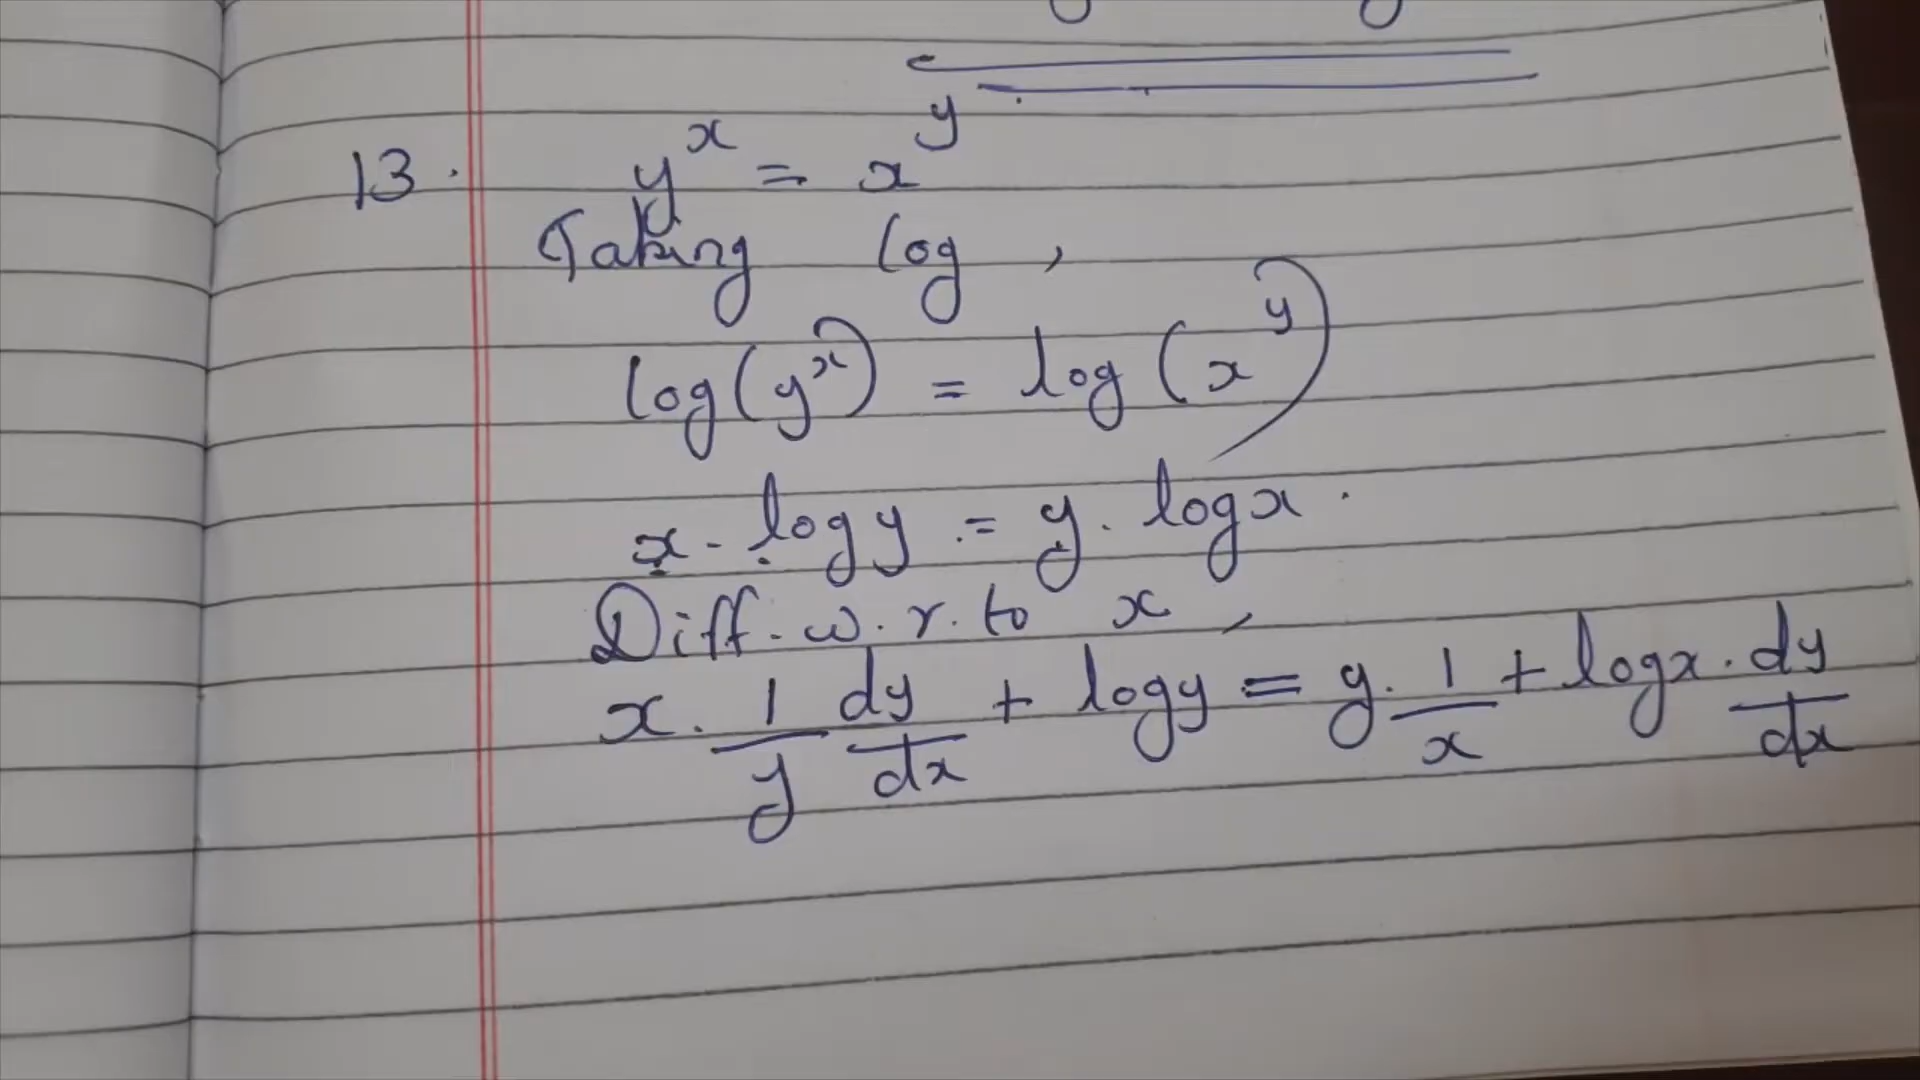 13. y^x = x^y
Taking log,
log(y^x) = log(x^y)
x. log y = y. log x.
Diff. w.r. to x,
x. 1/y dy/dx + log y = y. 1/x + log x. dy/dx